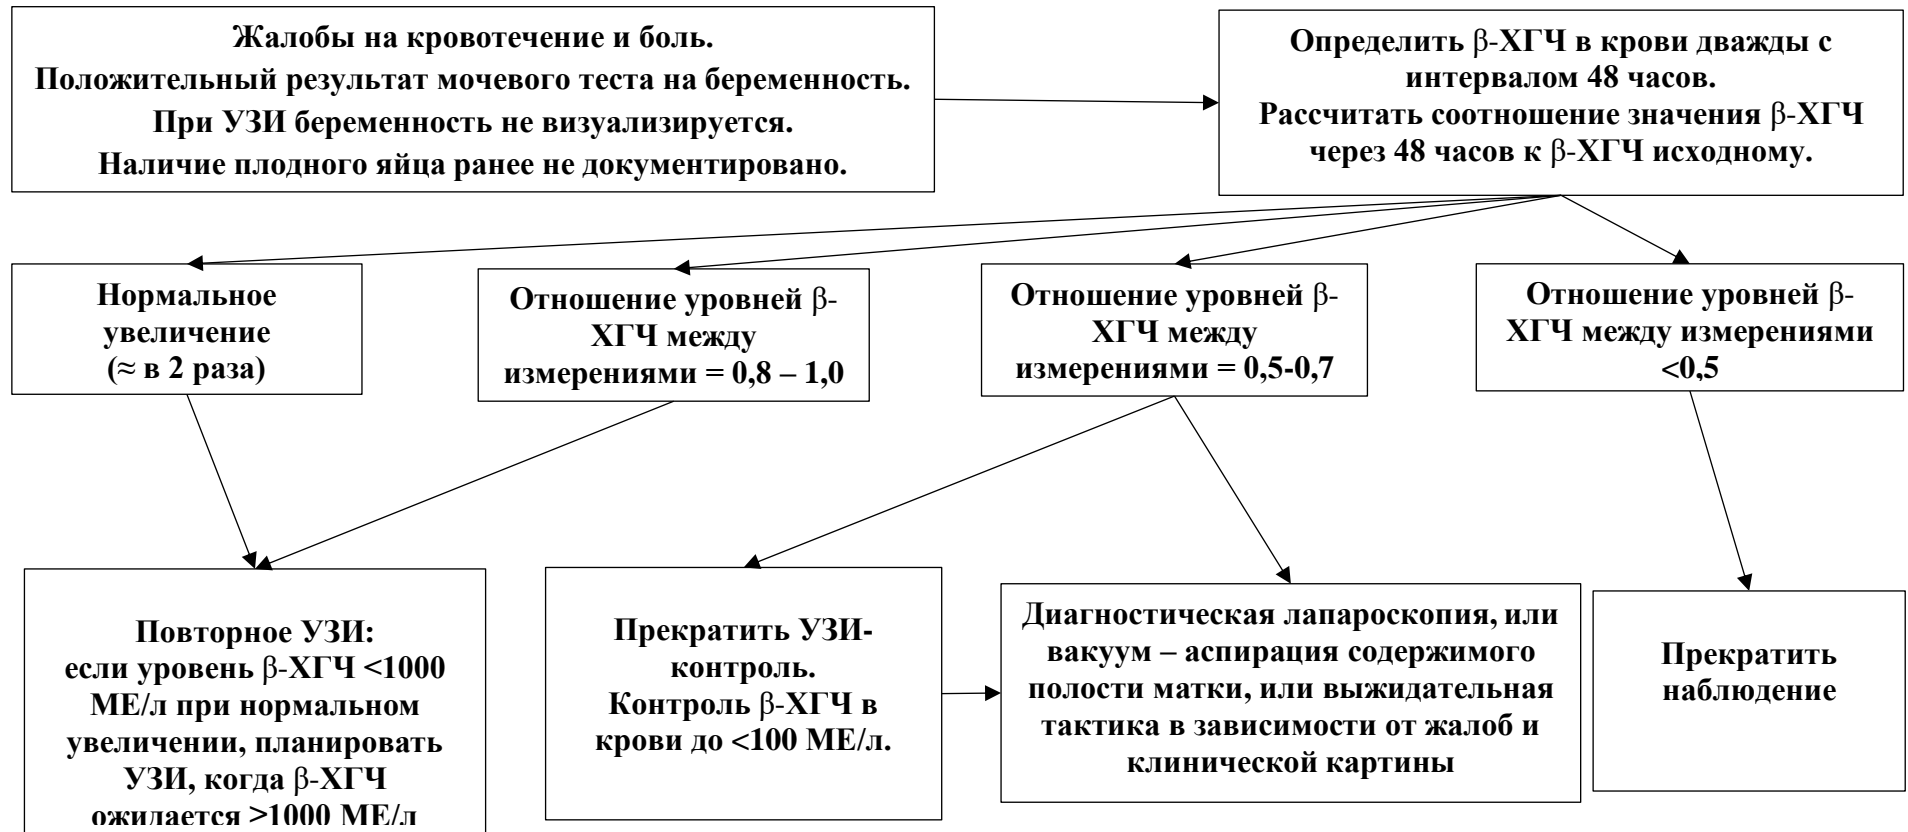 Жалобы на кровотечение и боль.
Положительный результат мочевого теста на беременность.
При УЗИ беременность не визуализируется.
Наличие плодного яйца ранее не документировано.
Определить β-ХГЧ в крови дважды с
интервалом 48 часов.
Рассчитать соотношение значения β-ХГЧ
через 48 часов к β-ХГЧ исходному.
Нормальное
увеличение
(≈ в 2 раза)
Отношение уровней β-
ХГЧ между
измерениями = 0,8 – 1,0
Отношение уровней β-
ХГЧ между
измерениями = 0,5-0,7
Отношение уровней β-
ХГЧ между измерениями
<0,5
Повторное УЗИ:
если уровень β-ХГЧ <1000
МЕ/л при нормальном
увеличении, планировать
УЗИ, когда β-ХГЧ
ожидается >1000 МЕ/л
Прекратить УЗИ-
контроль.
Контроль β-ХГЧ в
крови до <100 МЕ/л.
Диагностическая лапароскопия, или
вакуум – аспирация содержимого
полости матки, или выжидательная
тактика в зависимости от жалоб и
клинической картины
Прекратить
наблюдение